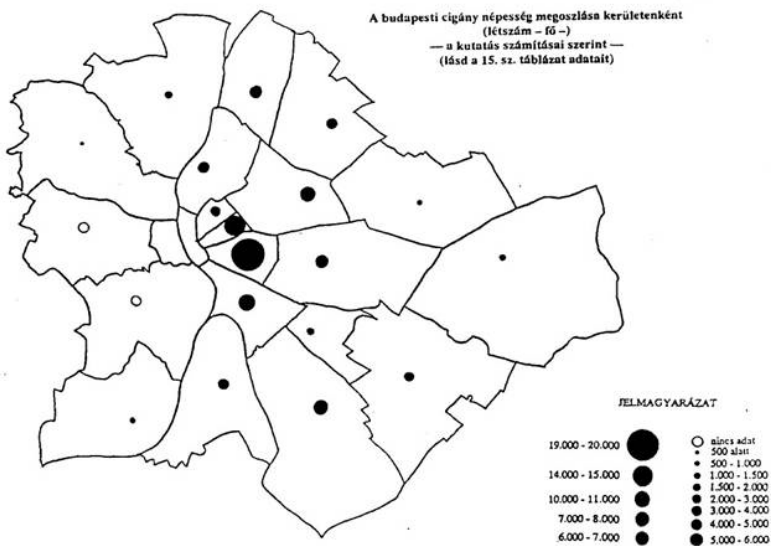 A budapesti cigány népesség megoszlása kerületenként
(létszám – fő –)
— a kutatás számításai szerint —
(lásd a 15. sz. táblázat adatait)
JELMAGYARÁZAT
19.000 - 20.000
14.000 - 15.000
10.000 - 11.000
7.000 - 8.000
6.000 - 7.000
nincs adat
500 alatt
500 - 1.000
1.000 - 1.500
1.500 - 2.000
2.000 - 3.000
3.000 - 4.000
4.000 - 5.000
5.000 - 6.000